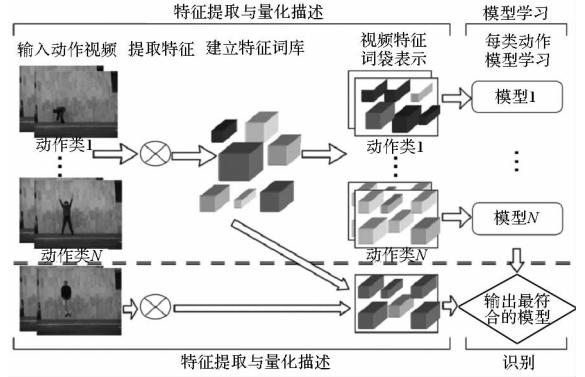 特征提取与量化描述
模型学习
输入动作视频
提取特征
建立特征词库
视频特征
词袋表示
每类动作
模型学习
动作类1
动作类1
模型1
动作类N
动作类N
模型N
输出最符
合的模型
特征提取与量化描述
识别